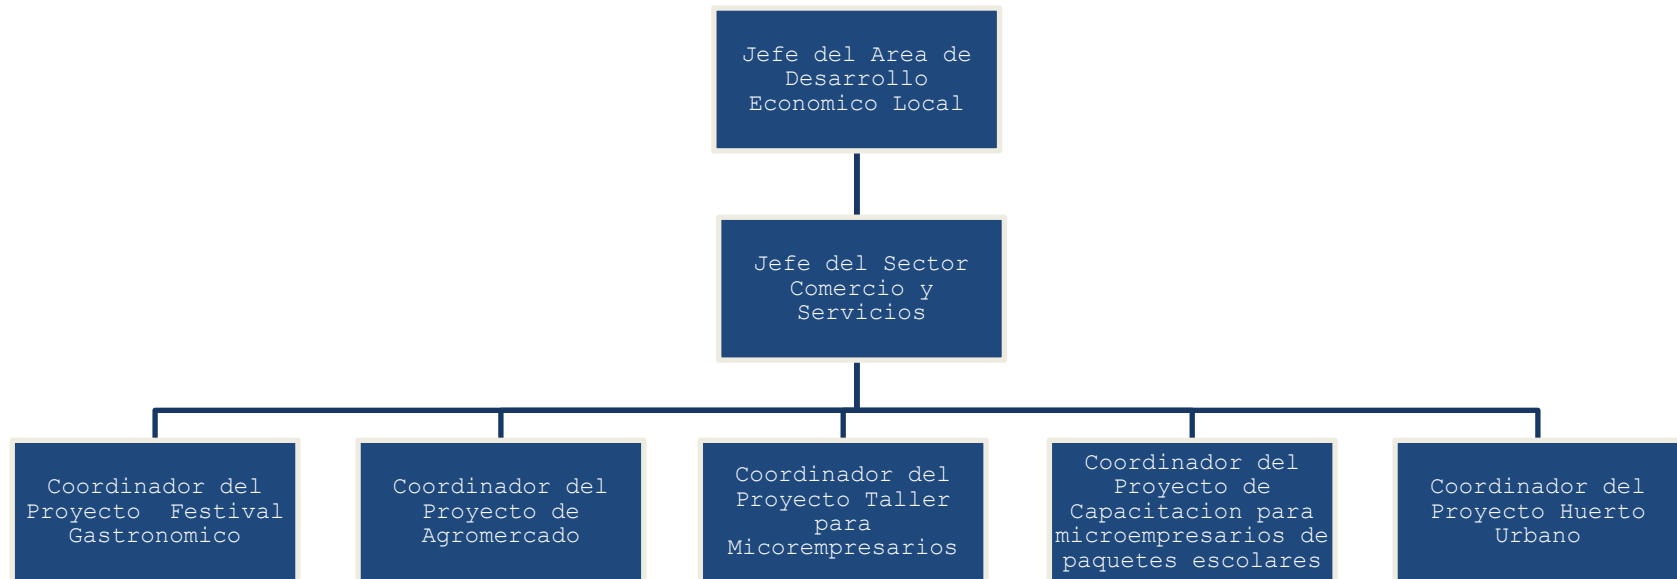 Jefe del Area de
Desarrollo
Economico Local
Jefe del Sector
Comercio y
Servicios
Coordinador del
Proyecto Festival
Gastronomico
Coordinador del
Proyecto de
Agromercado
Coordinador del
Proyecto Taller
para
Micorempresarios
Coordinador del
Proyecto de
Capacitacion para
microempresarios de
paquetes escolares
Coordinador del
Proyecto Huerto
Urbano